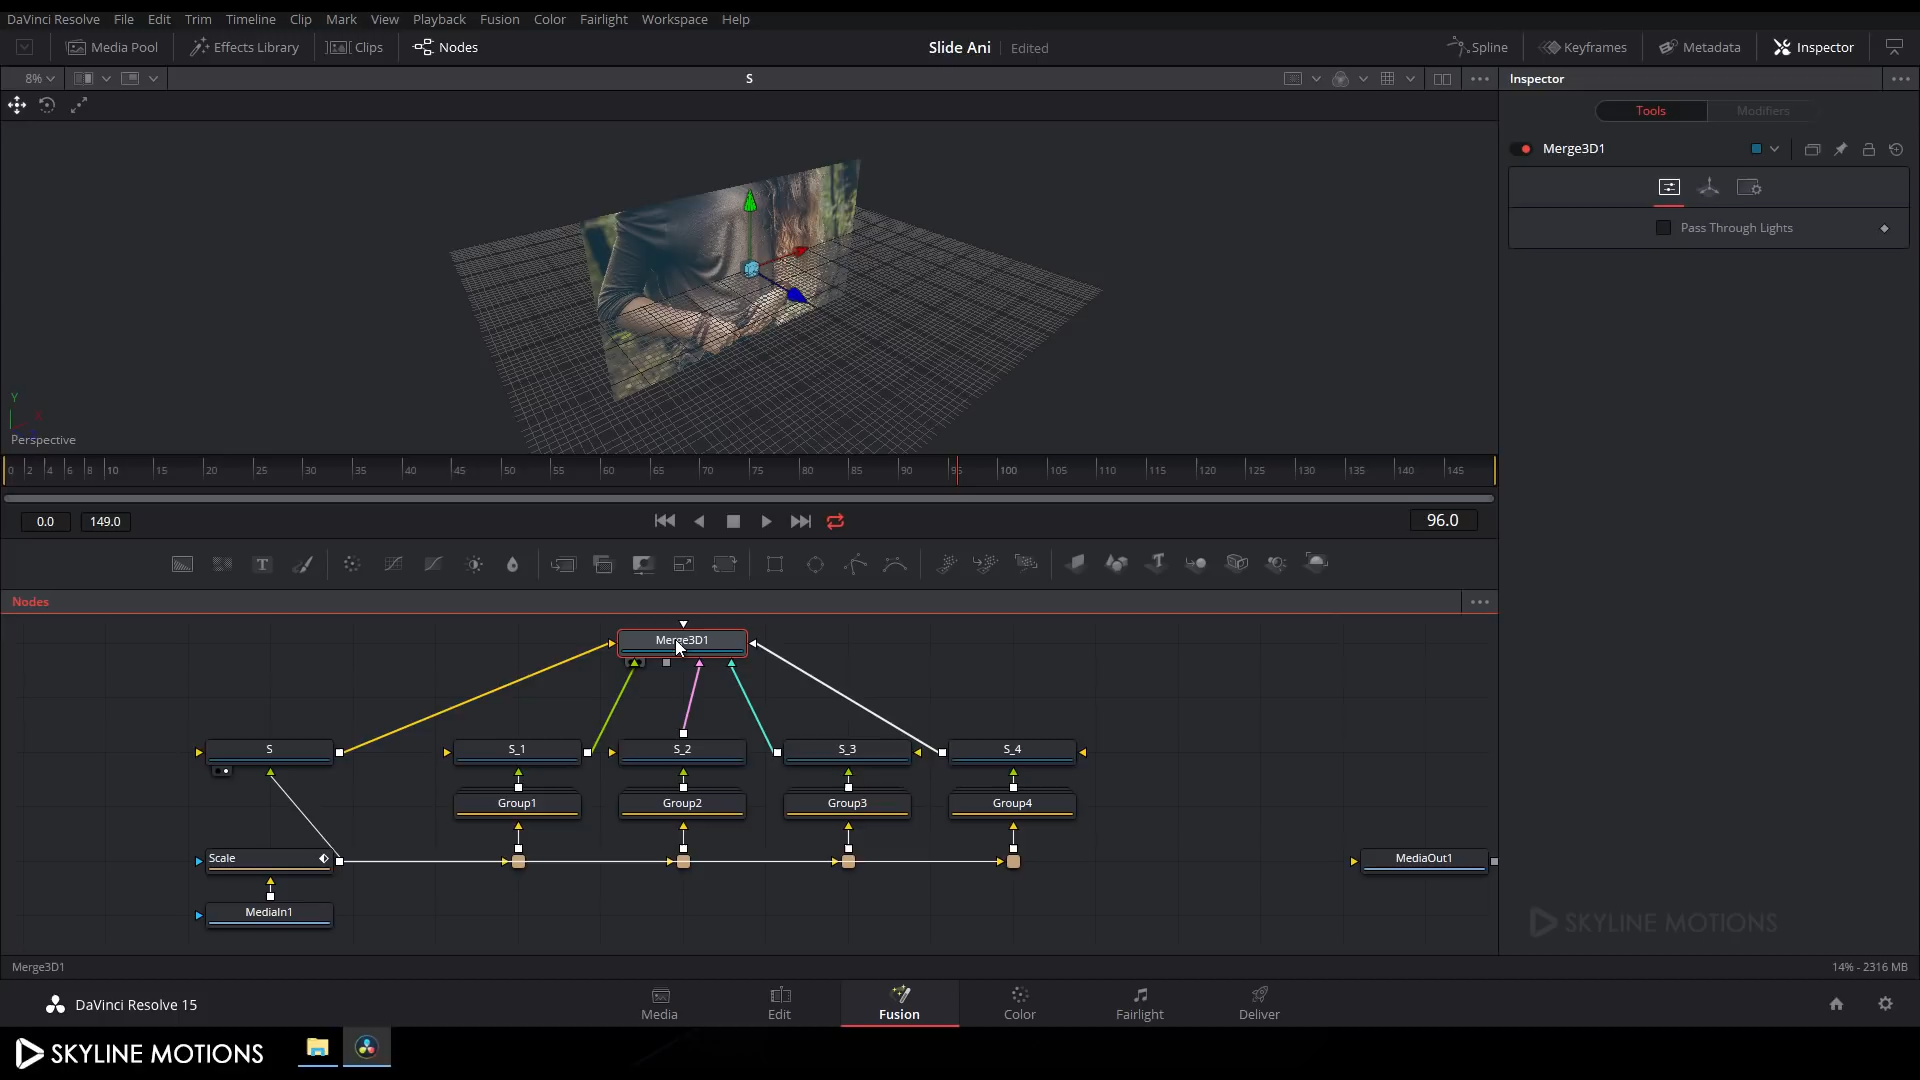 DaVinci Resolve File Edit Trim Timeline Clip Mark View Playback Fusion Color Fairlight Workspace Help
Media Pool Effects Library Clips Nodes Slide Ani Edited Spline Keyframes Metadata Inspector
8% S Inspector
Tools Modifiers
Merge3D1
Pass Through Lights
Y
Perspective
0 2 4 6 8 10 15 20 25 30 35 40 45 50 55 60 65 70 75 80 85 90 95 100 105 110 115 120 125 130 135 140 145
0.0 149.0 96.0
T T
Nodes
Merge3D1
S S_1 S_2 S_3 S_4
Group1 Group2 Group3 Group4
Scale MediaOut1
MediaIn1
SKYLINE MOTIONS
Merge3D1 14% - 2316 MB
DaVinci Resolve 15 Media Edit Fusion Color Fairlight Deliver
SKYLINE MOTIONS